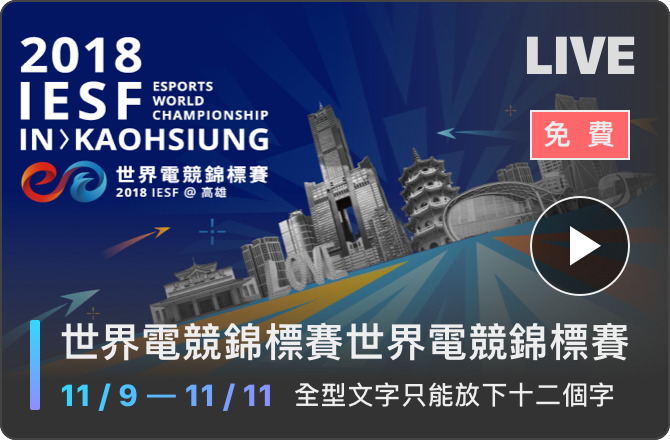 2018
IESF
ESPORTS
WORLD
CHAMPIONSHIP
IN>KAOHSIUNG
世界電競錦標賽
2018 IESF @ 高雄
LIVE
免費
LOVE
世界電競錦標賽世界電競錦標賽
11 / 9 — 11 / 11 全型文字只能放下十二個字